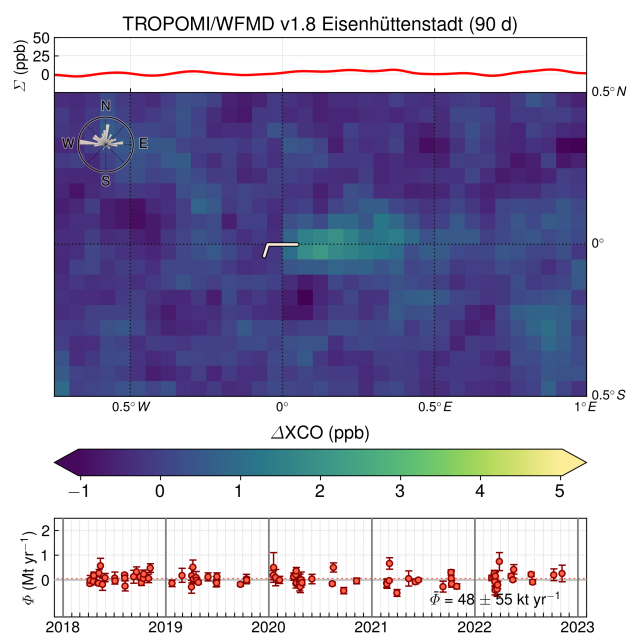 TROPOMI/WFMD v1.8 Eisenhüttenstadt (90 d)
Σ (ppb)
50
25
0
0.5°N
N
W E
S
0°
0.5°S
0.5°W 0° 0.5°E 1°E
ΔXCO (ppb)
−1 0 1 2 3 4 5
Φ (Mt yr⁻¹)
2
1
0
Φ̄ = 48 ± 55 kt yr⁻¹
2018 2019 2020 2021 2022 2023